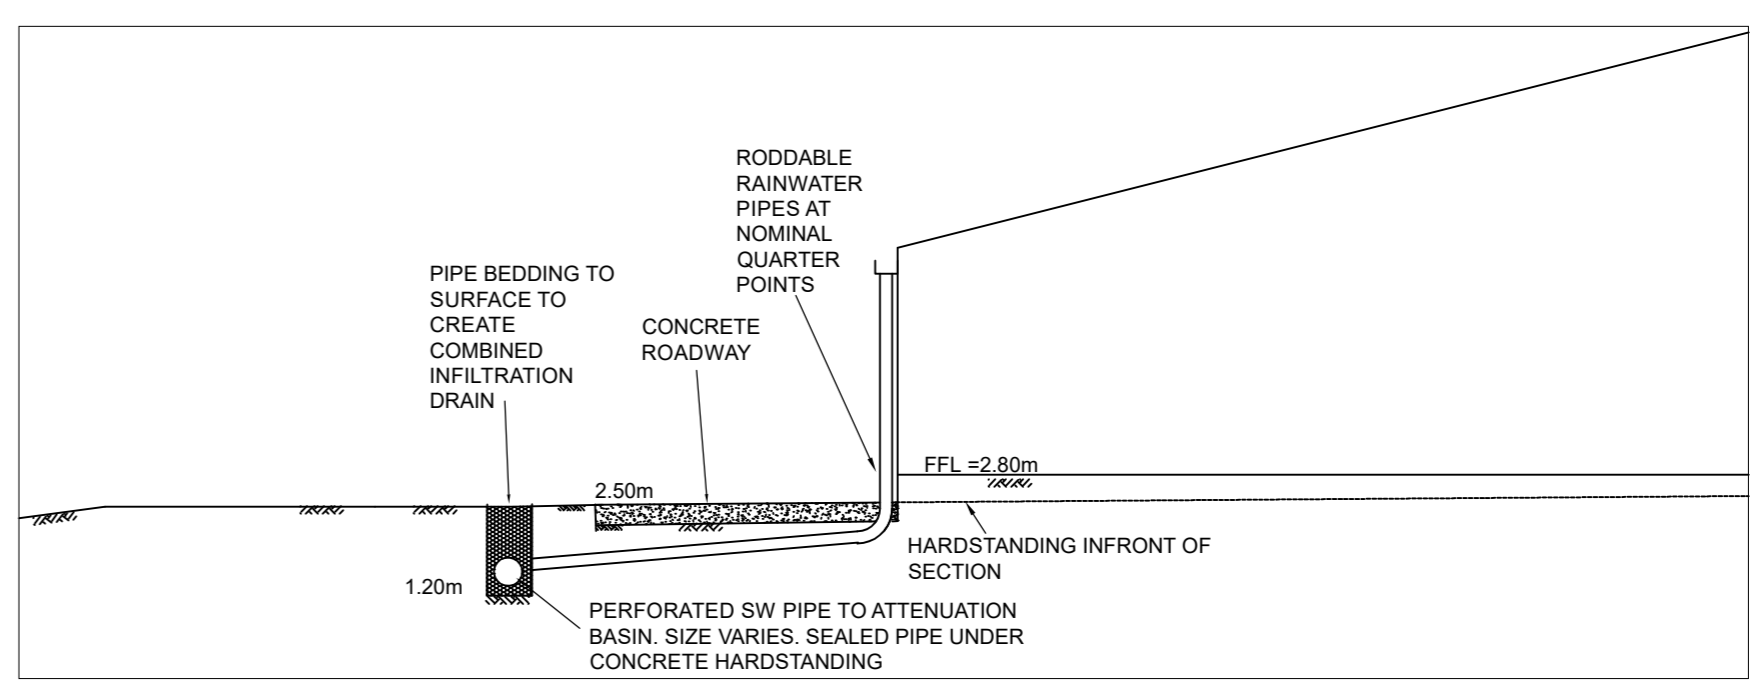 RODDABLE
RAINWATER
PIPES AT
NOMINAL
QUARTER
POINTS
PIPE BEDDING TO
SURFACE TO
CREATE
COMBINED
INFILTRATION
DRAIN
CONCRETE
ROADWAY
FFL =2.80m
2.50m
HARDSTANDING INFRONT OF
SECTION
1.20m
PERFORATED SW PIPE TO ATTENUATION
BASIN. SIZE VARIES. SEALED PIPE UNDER
CONCRETE HARDSTANDING